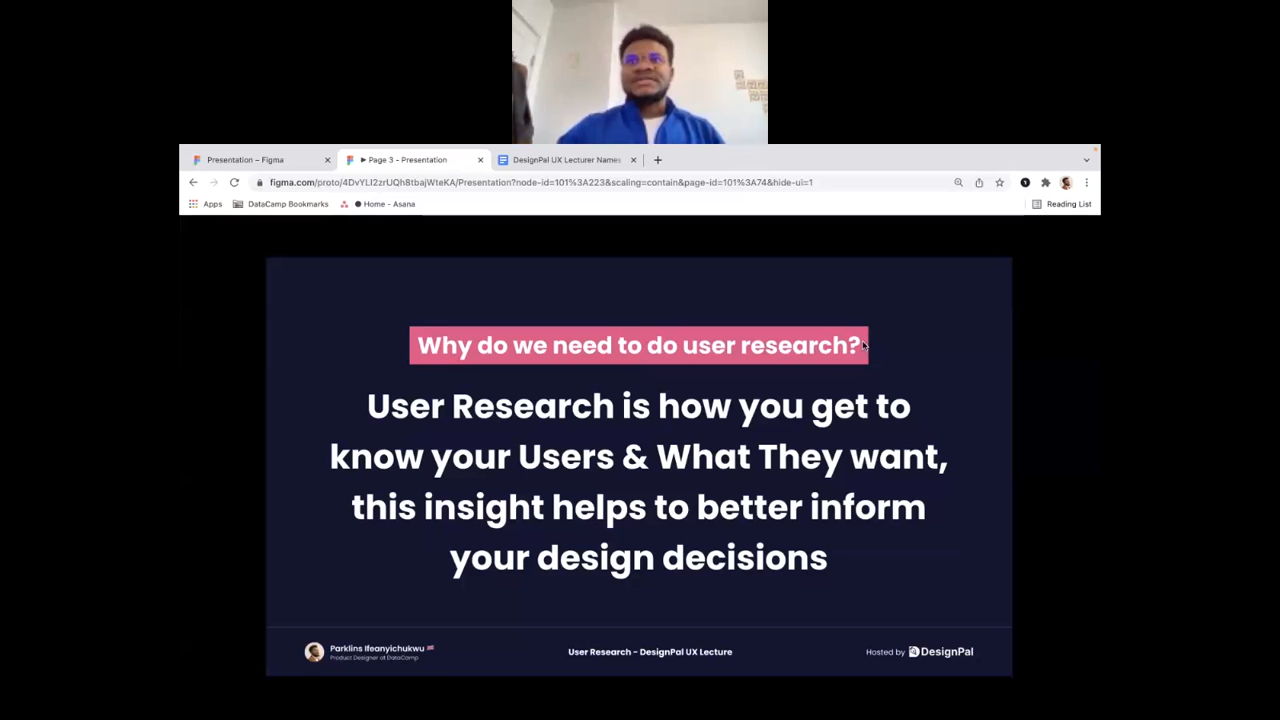 Presentation – Figma
Page 3 - Presentation
DesignPal UX Lecturer Names
figma.com/proto/4DvYLI2zrUQh8tbajWteKA/Presentation?node-id=101%3A223&scaling=contain&page-id=101%3A74&hide-ui=1
Apps
DataCamp Bookmarks
Home - Asana
Reading List
Why do we need to do user research?
User Research is how you get to
know your Users & What They want,
this insight helps to better inform
your design decisions
Parklins Ifeanyichukwu
Product Designer at DataCamp
User Research - DesignPal UX Lecture
Hosted by DesignPal